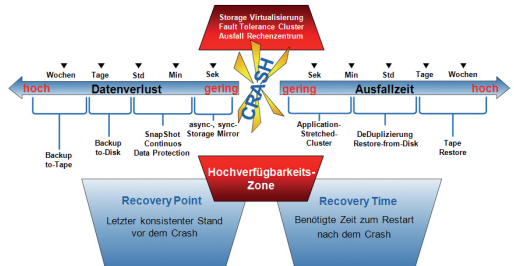 Storage Virtualisierung
Fault Tolerance Cluster
Ausfall Rechenzentrum
Wochen Tage Std Min Sek
Sek Min Std Tage Wochen
hoch Datenverlust gering
CRASH
gering Ausfallzeit hoch
Backup
to-Tape
Backup
to-Disk
SnapShot
Continuos
Data Protection
async-, sync-
Storage Mirror
Application-
Stretched-
Cluster
DeDuplizierung
Restore-from-Disk
Tape
Restore
Hochverfügbarkeits-
Zone
Recovery Point
Letzter konsistenter Stand
vor dem Crash
Recovery Time
Benötigte Zeit zum Restart
nach dem Crash